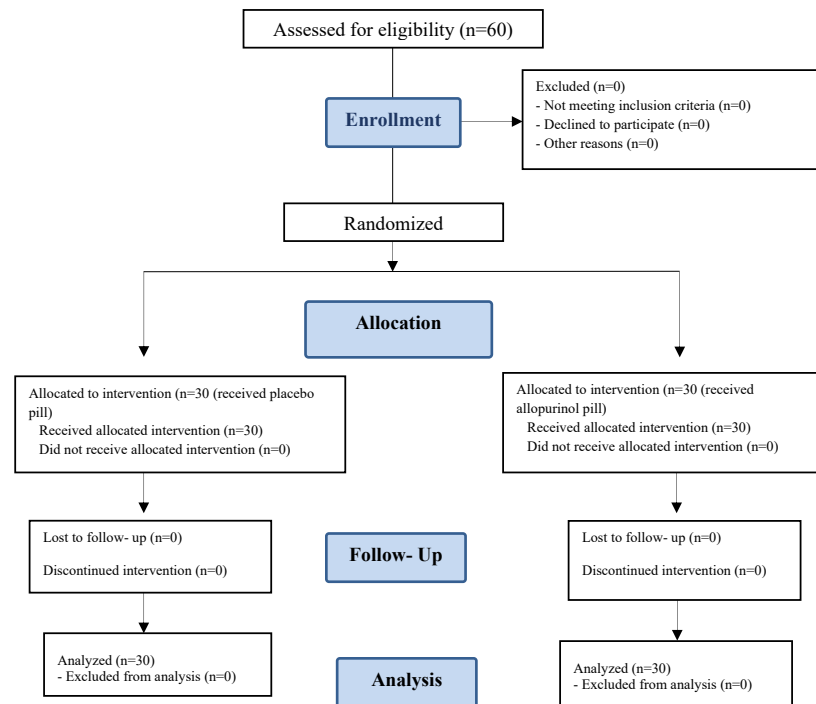 Assessed for eligibility (n=60)
Excluded (n=0)
- Not meeting inclusion criteria (n=0)
- Declined to participate (n=0)
- Other reasons (n=0)
Enrollment
Randomized
Allocation
Allocated to intervention (n=30 (received placebo
pill)
Received allocated intervention (n=30)
Did not receive allocated intervention (n=0)
Allocated to intervention (n=30 (received
allopurinol pill)
Received allocated intervention (n=30)
Did not receive allocated intervention (n=0)
Lost to follow- up (n=0)
Discontinued intervention (n=0)
Follow- Up
Lost to follow-up (n=0)
Discontinued intervention (n=0)
Analyzed (n=30)
- Excluded from analysis (n=0)
Analysis
Analyzed (n=30)
- Excluded from analysis (n=0)